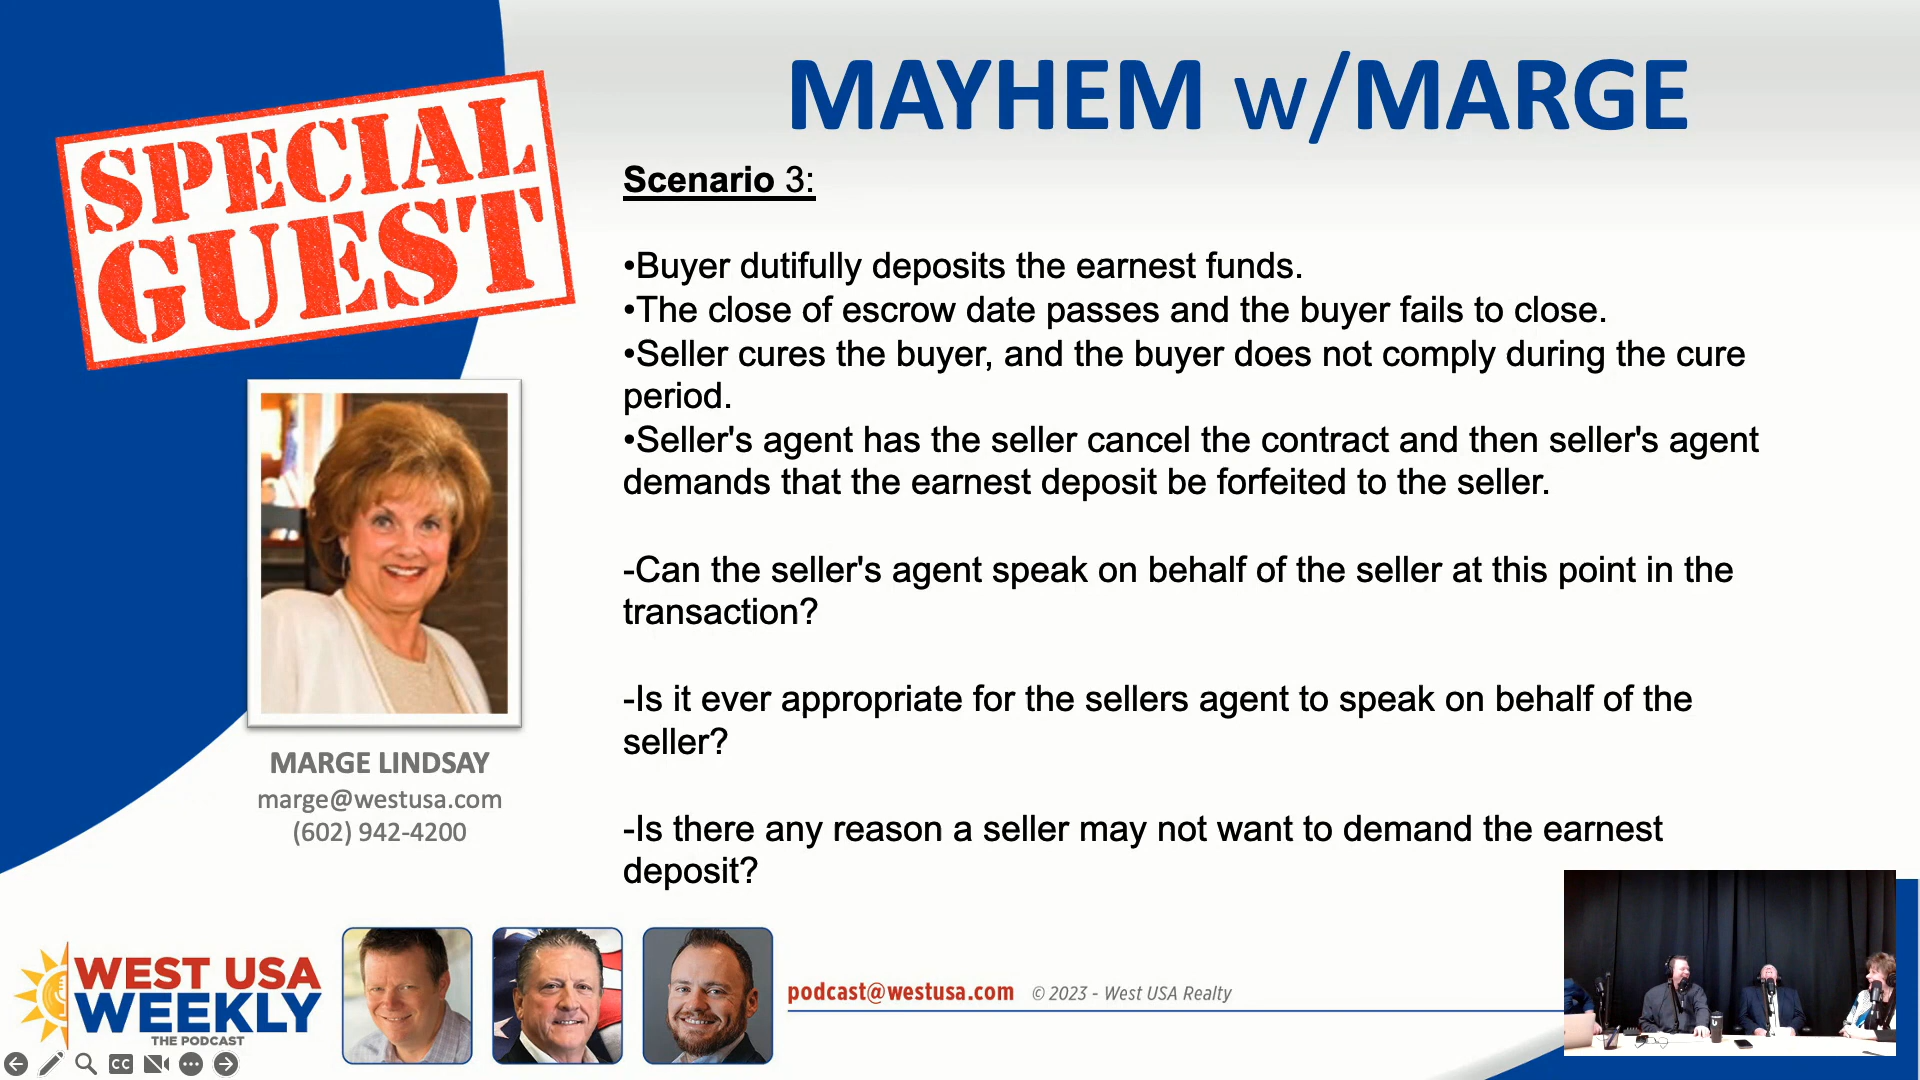 SPECIAL
GUEST
MAYHEM w/MARGE
Scenario 3:
•Buyer dutifully deposits the earnest funds.
•The close of escrow date passes and the buyer fails to close.
•Seller cures the buyer, and the buyer does not comply during the cure
period.
•Seller's agent has the seller cancel the contract and then seller's agent
demands that the earnest deposit be forfeited to the seller.
-Can the seller's agent speak on behalf of the seller at this point in the
transaction?
-Is it ever appropriate for the sellers agent to speak on behalf of the
seller?
-Is there any reason a seller may not want to demand the earnest
deposit?
MARGE LINDSAY
marge@westusa.com
(602) 942-4200
WEST USA
WEEKLY
THE PODCAST
podcast@westusa.com © 2023 - West USA Realty
CC